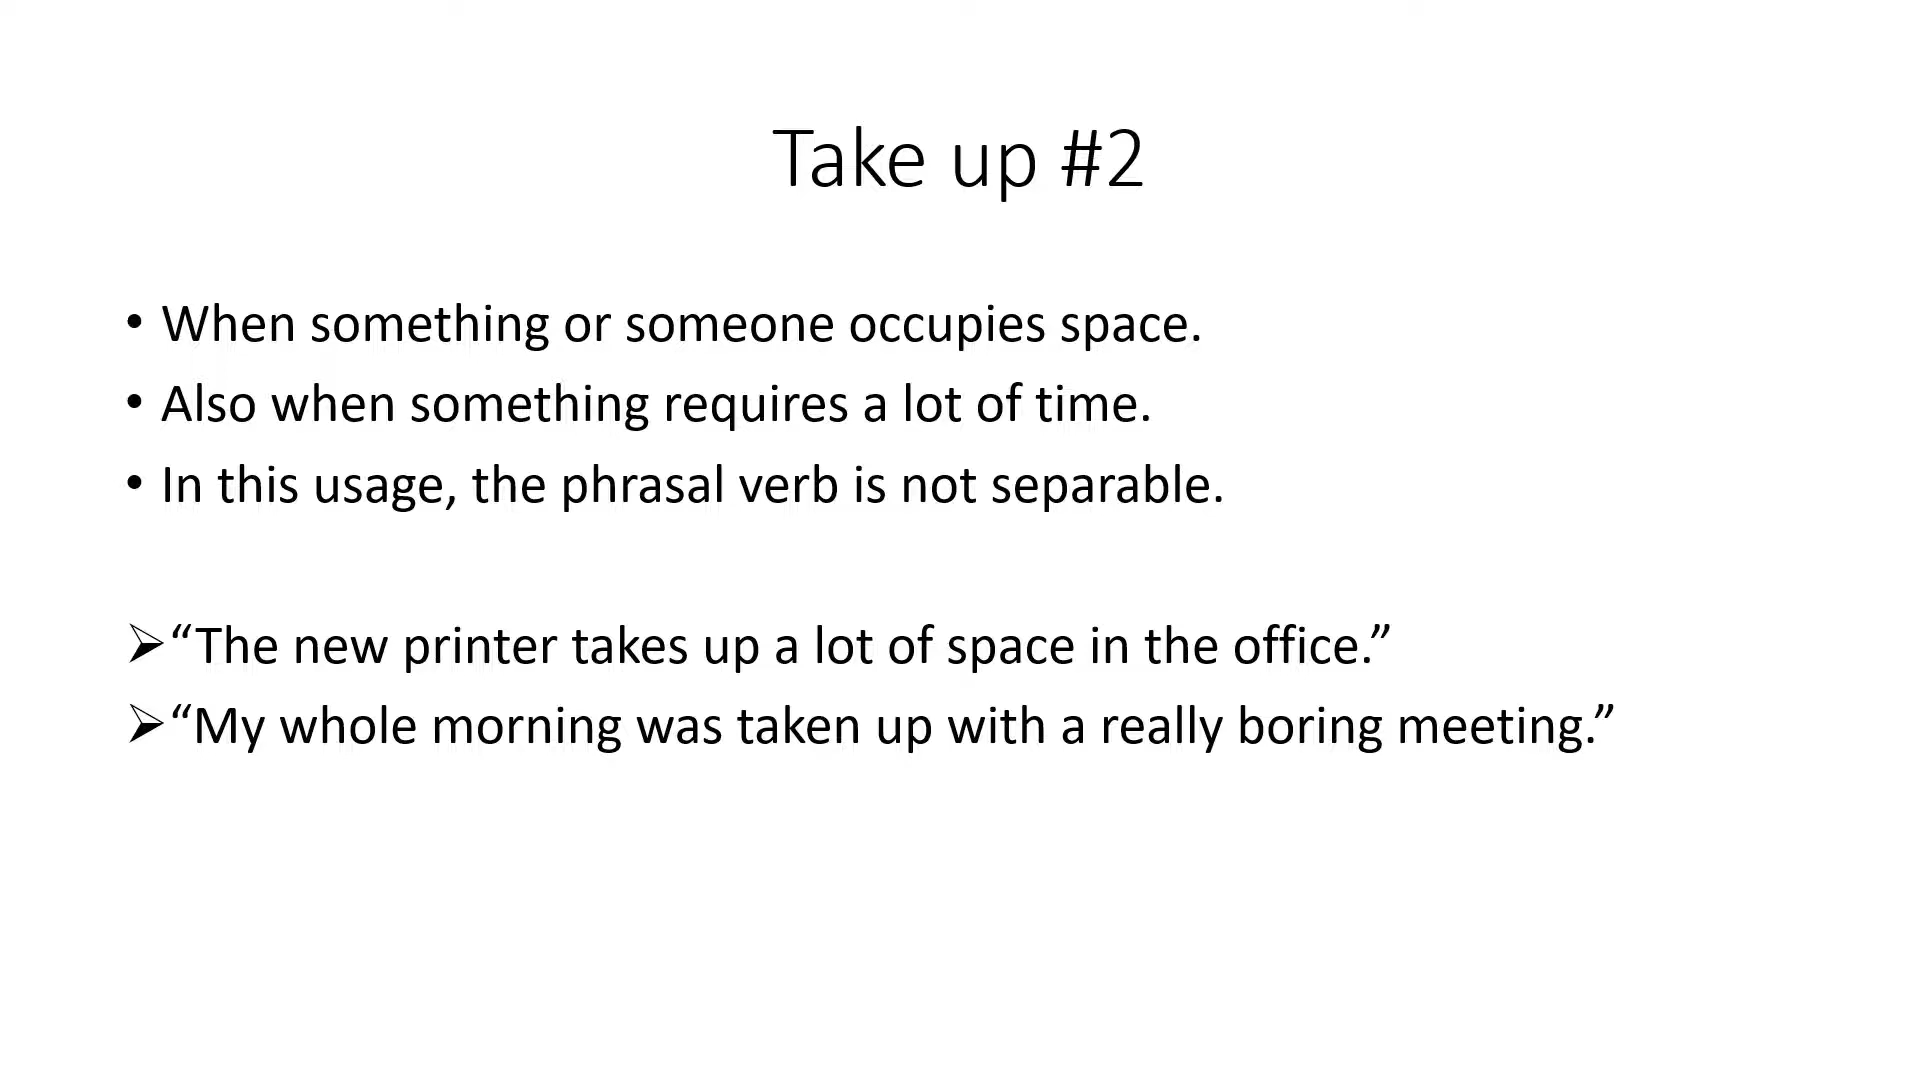 Take up #2
• When something or someone occupies space.
• Also when something requires a lot of time.
• In this usage, the phrasal verb is not separable.
➢“The new printer takes up a lot of space in the office.”
➢“My whole morning was taken up with a really boring meeting.”